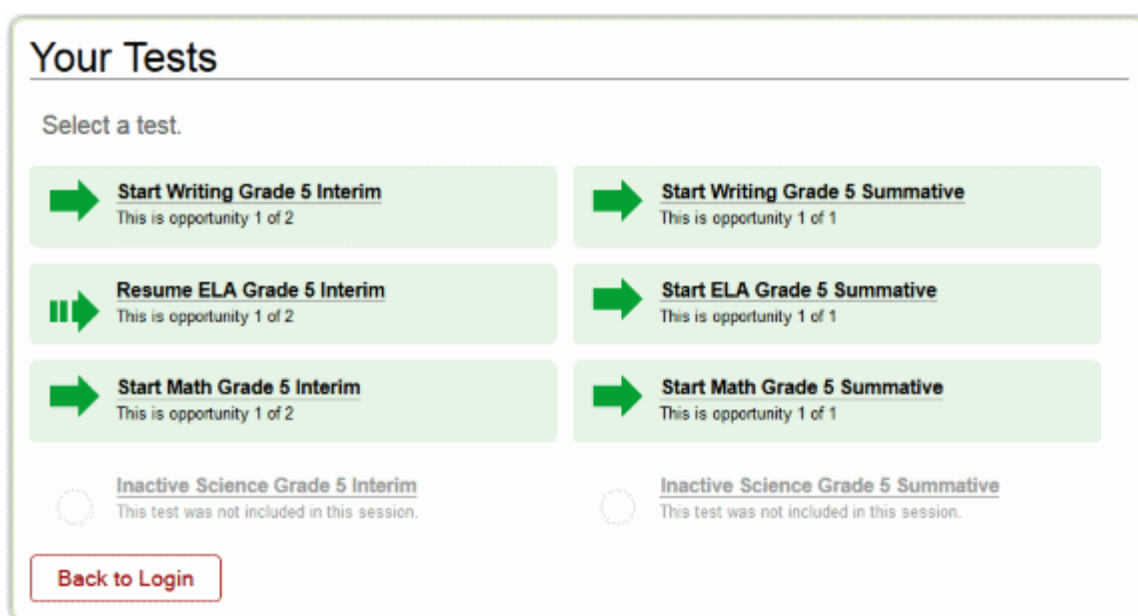 Your Tests
Select a test.
Start Writing Grade 5 Interim
This is opportunity 1 of 2
Start Writing Grade 5 Summative
This is opportunity 1 of 1
Resume ELA Grade 5 Interim
This is opportunity 1 of 2
Start ELA Grade 5 Summative
This is opportunity 1 of 1
Start Math Grade 5 Interim
This is opportunity 1 of 2
Start Math Grade 5 Summative
This is opportunity 1 of 1
Inactive Science Grade 5 Interim
This test was not included in this session.
Inactive Science Grade 5 Summative
This test was not included in this session.
Back to Login